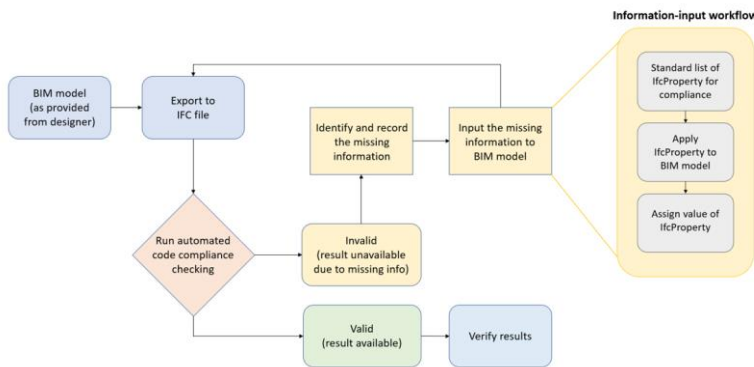 Information-input workflow
BIM model
(as provided
from designer)
Export to
IFC file
Identify and record
the missing
information
Input the missing
information to
BIM model
Standard list of
IfcProperty for
compliance
Apply
IfcProperty to
BIM model
Assign value of
IfcProperty
Run automated
code compliance
checking
Invalid
(result unavailable
due to missing info)
Valid
(result available)
Verify results